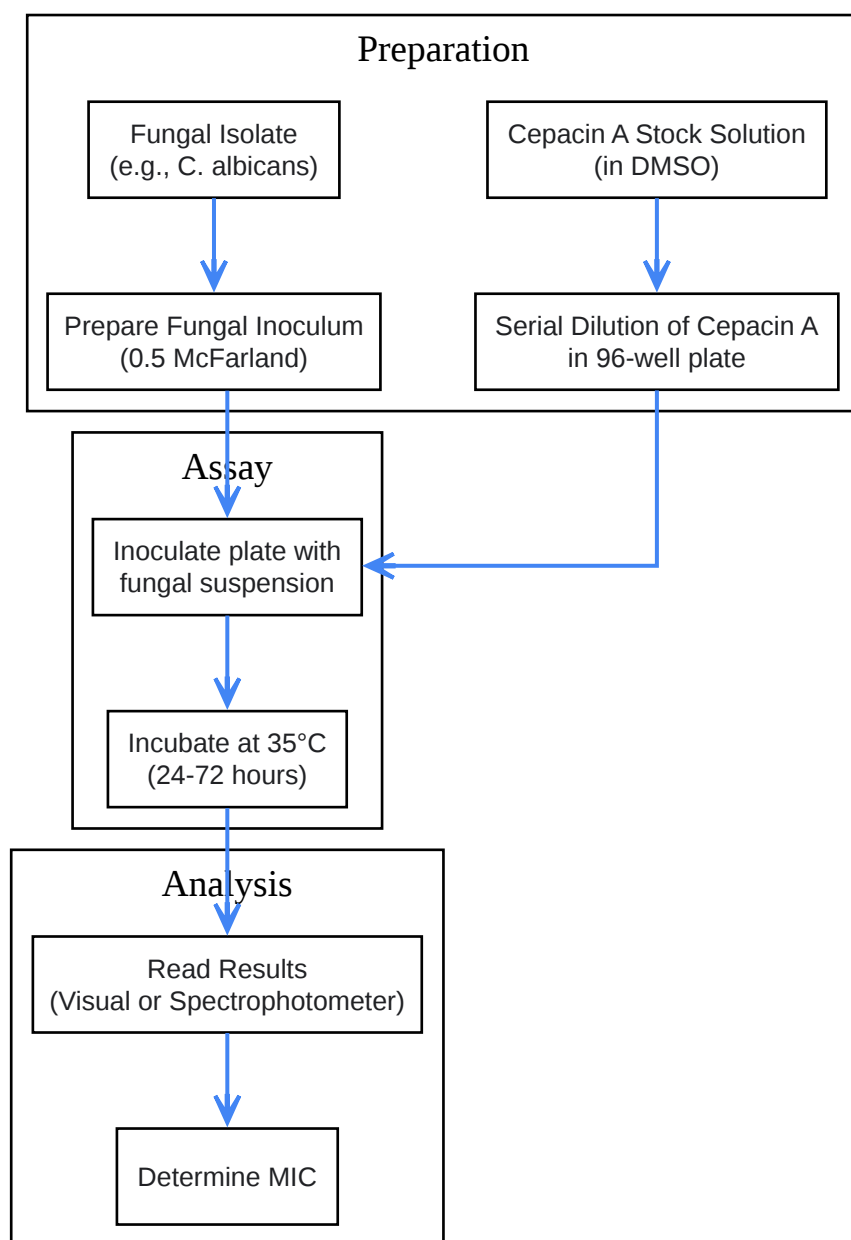 Preparation
Fungal Isolate
(e.g., C. albicans)
Cepacin A Stock Solution
(in DMSO)
Prepare Fungal Inoculum
(0.5 McFarland)
Serial Dilution of Cepacin A
in 96-well plate
Assay
Inoculate plate with
fungal suspension
Incubate at 35°C
(24-72 hours)
Analysis
Read Results
(Visual or Spectrophotometer)
Determine MIC